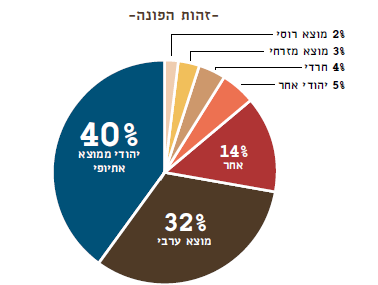 -זהות הפונה-
2% מוצא רוסי
3% מוצא מזרחי
4% חרדי
5% יהודי אחר
14%
אחר
32%
מוצא ערבי
40%
יהודי ממוצא
אתיופי